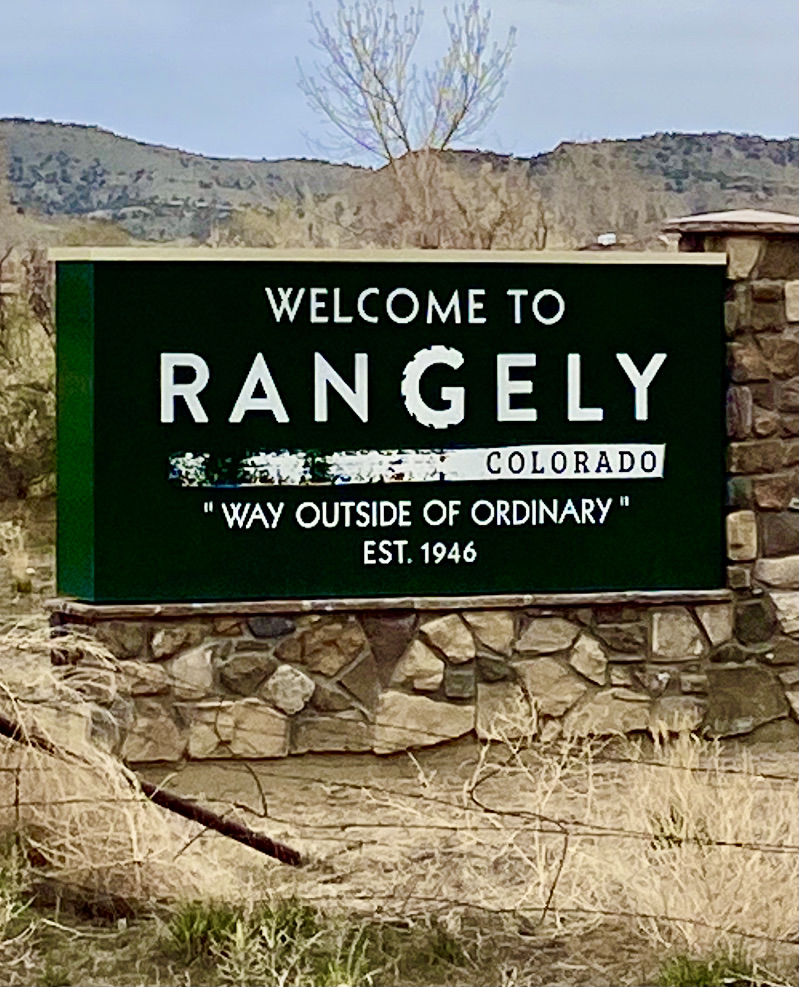 WELCOME TO
RANGELY
COLORADO
" WAY OUTSIDE OF ORDINARY "
EST. 1946